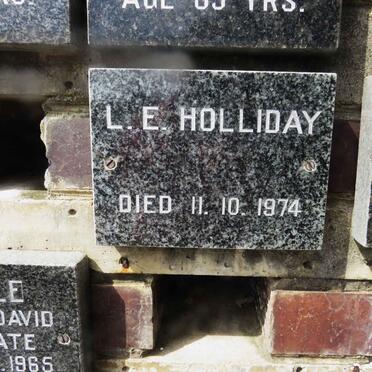 AGE 85 YRS.
L. E. HOLLIDAY
DIED 11. 10. 1974
LE
DAVID
ATE
.1965